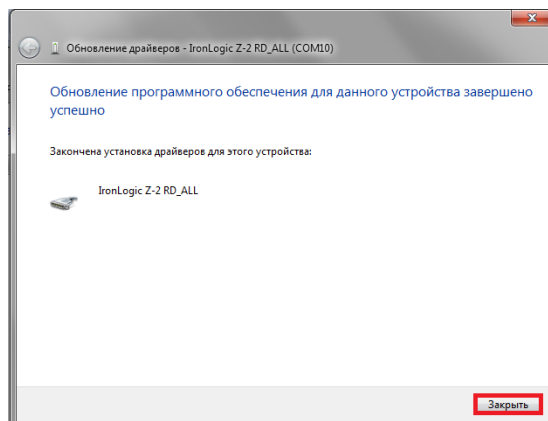 Обновление драйверов - IronLogic Z-2 RD_ALL (COM10)
Обновление программного обеспечения для данного устройства завершено
успешно
Закончена установка драйверов для этого устройства:
IronLogic Z-2 RD_ALL
Закрыть